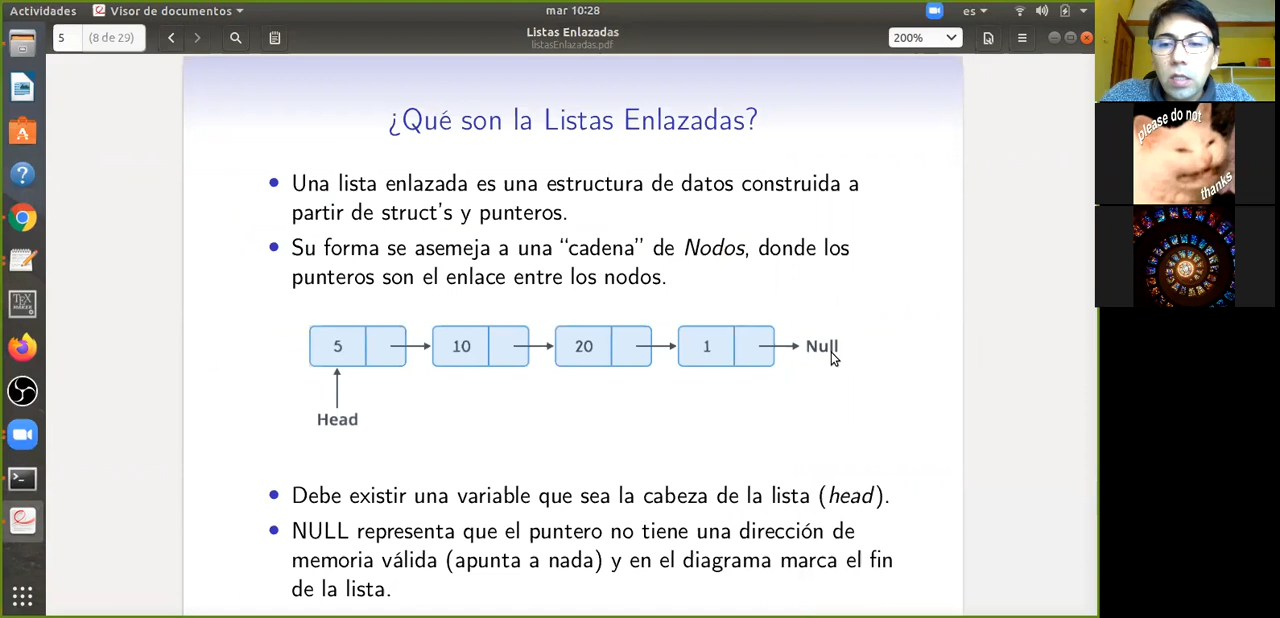 Actividades
Visor de documentos
mar 10:28
es
5
(8 de 29)
Listas Enlazadas
listasEnlazadas.pdf
200%
¿Qué son la Listas Enlazadas?
Una lista enlazada es una estructura de datos construida a
partir de struct's y punteros.
Su forma se asemeja a una “cadena” de Nodos, donde los
punteros son el enlace entre los nodos.
5 10 20 1 Null
Head
Debe existir una variable que sea la cabeza de la lista (head).
NULL representa que el puntero no tiene una dirección de
memoria válida (apunta a nada) y en el diagrama marca el fin
de la lista.
please do not
thanks
TEX